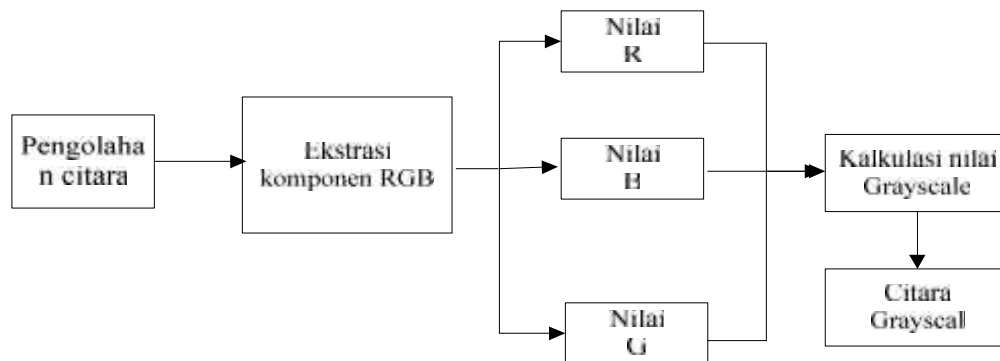 Nilai
R
Pengolaha
n citara
Ekstrasi
komponen RGB
Nilai
B
Kalkulasi nilai
Grayscale
Nilai
G
Citara
Grayscal